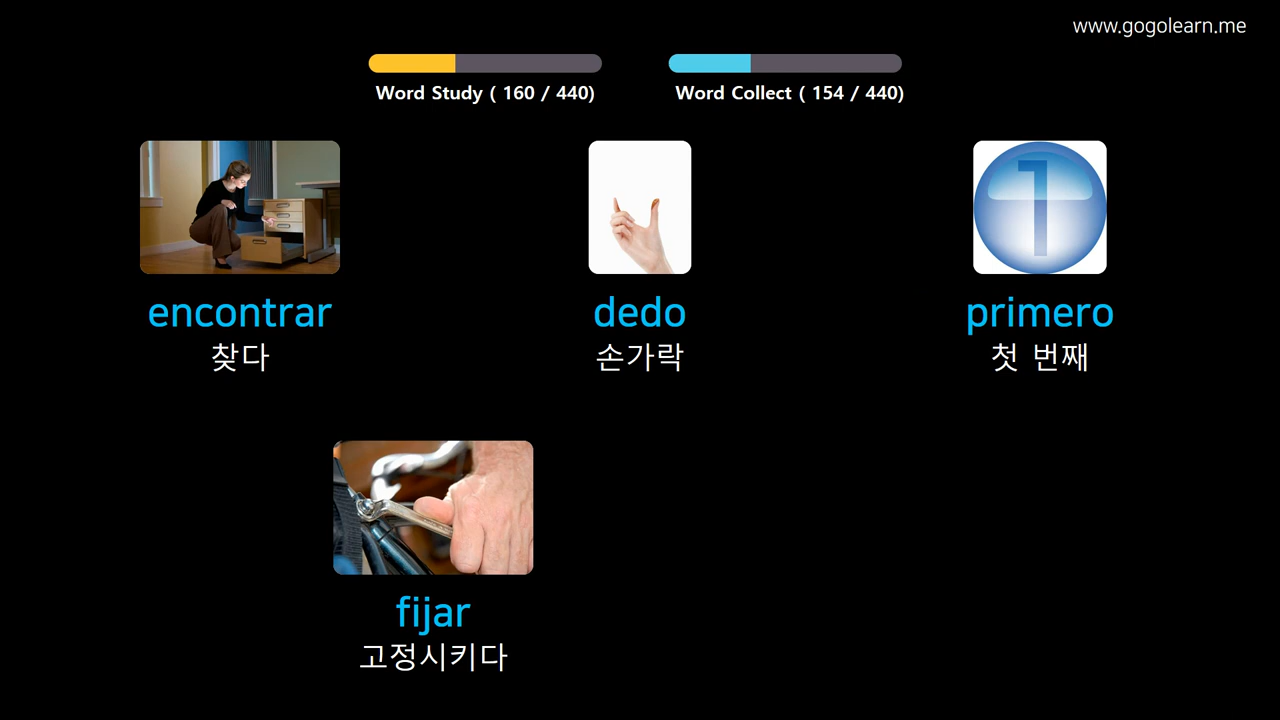 www.gogolearn.me
Word Study ( 160 / 440)
Word Collect ( 154 / 440)
encontrar
찾다
dedo
손가락
1
primero
첫 번째
fijar
고정시키다